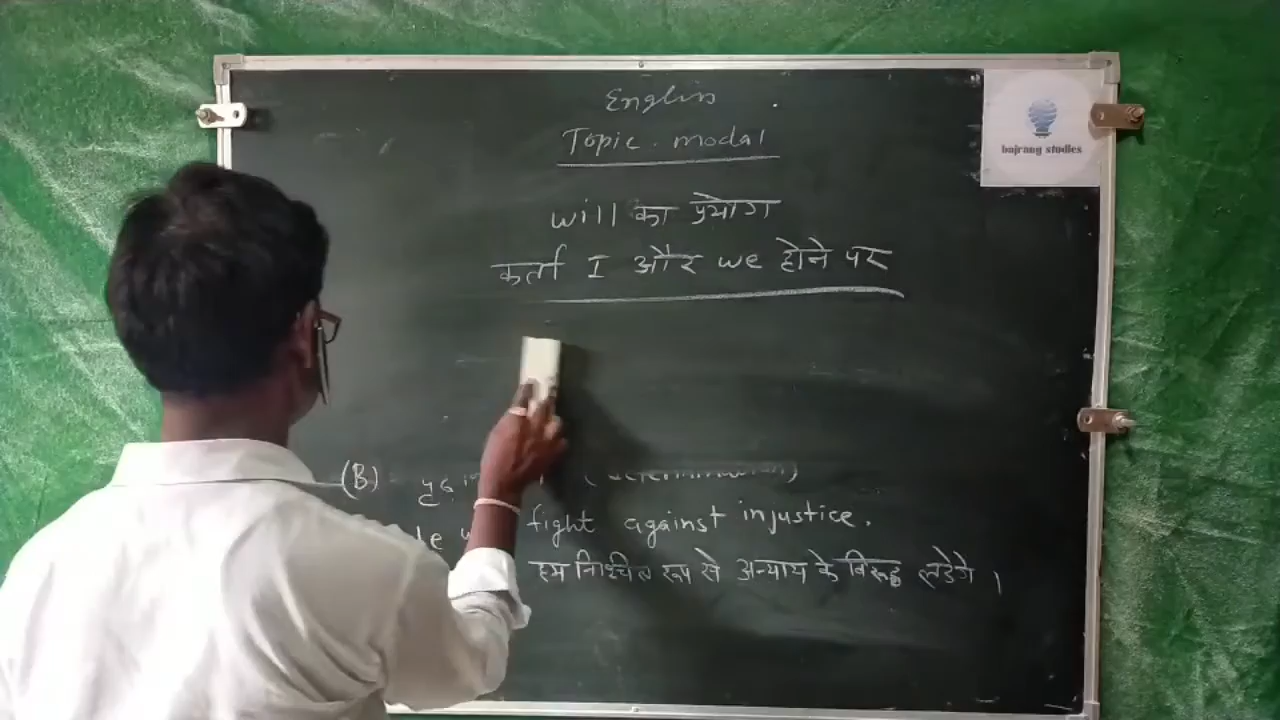 English
Topic. modal
bajrang studies
will का प्रयोग
कर्ता I और we होने पर
(B)
fight against injustice.
हम निश्चित रूप से अन्याय के विरूद्ध लडेगे ।